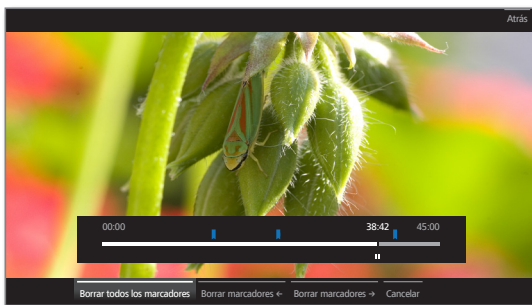 Atrás
00:00 38:42 45:00
Borrar todos los marcadores Borrar marcadores ← Borrar marcadores → Cancelar